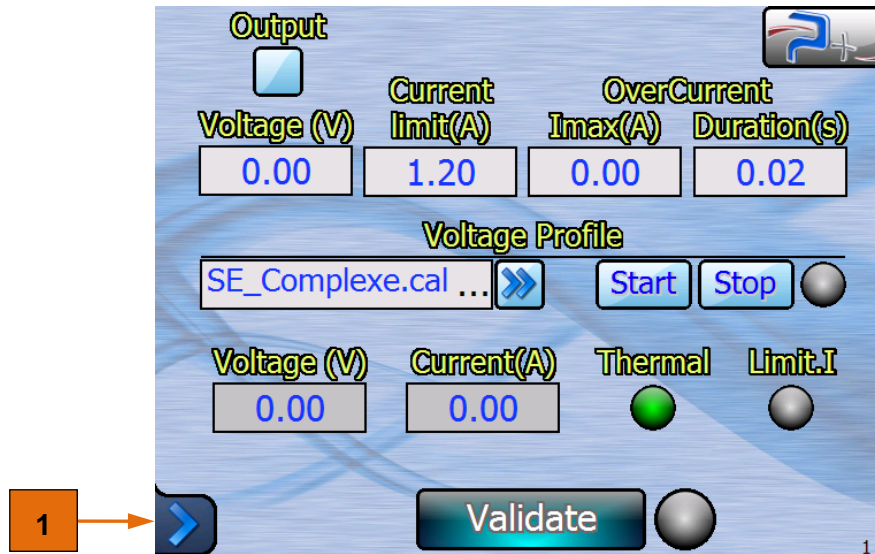 Output
Current OverCurrent
Voltage (V) limit(A) Imax(A) Duration(s)
0.00 1.20 0.00 0.02
Voltage Profile
SE_Complexe.cal ... Start Stop
Voltage (V) Current(A) Thermal Limit.I
0.00 0.00
1 Validate
1